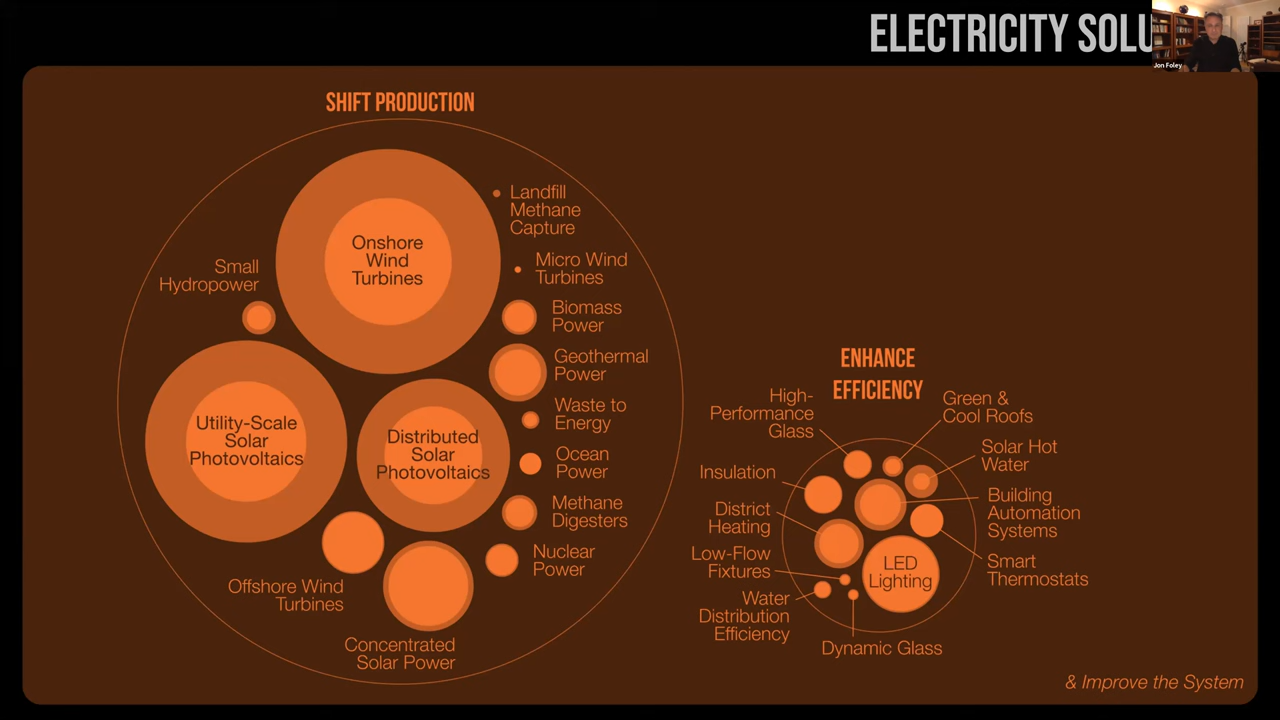 ELECTRICITY SOLU
Jon Foley
SHIFT PRODUCTION
Onshore
Wind
Turbines
Landfill
Methane
Capture
Micro Wind
Turbines
Small
Hydropower
Biomass
Power
Geothermal
Power
Utility-Scale
Solar
Photovoltaics
Distributed
Solar
Photovoltaics
Waste to
Energy
Ocean
Power
Methane
Digesters
Nuclear
Power
Offshore Wind
Turbines
Concentrated
Solar Power
ENHANCE
EFFICIENCY
High-
Performance
Glass
Green &
Cool Roofs
Solar Hot
Water
Insulation
Building
Automation
Systems
District
Heating
Low-Flow
Fixtures
LED
Lighting
Smart
Thermostats
Water
Distribution
Efficiency
Dynamic Glass
& Improve the System